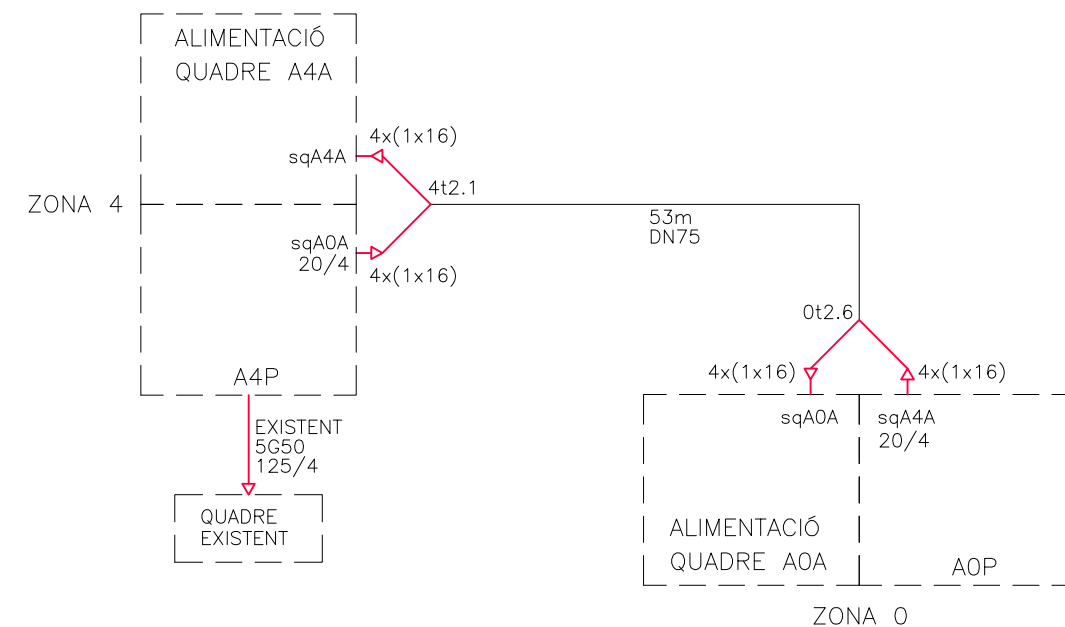 ALIMENTACIÓ
QUADRE A4A
4x(1x16)
sqA4A
4t2.1
ZONA 4
53m
DN75
sqA0A
20/4
4x(1x16)
0t2.6
A4P
4x(1x16)
4x(1x16)
EXISTENT
5G50
125/4
sqA0A
sqA4A
20/4
QUADRE
EXISTENT
ALIMENTACIÓ
QUADRE A0A
A0P
ZONA 0